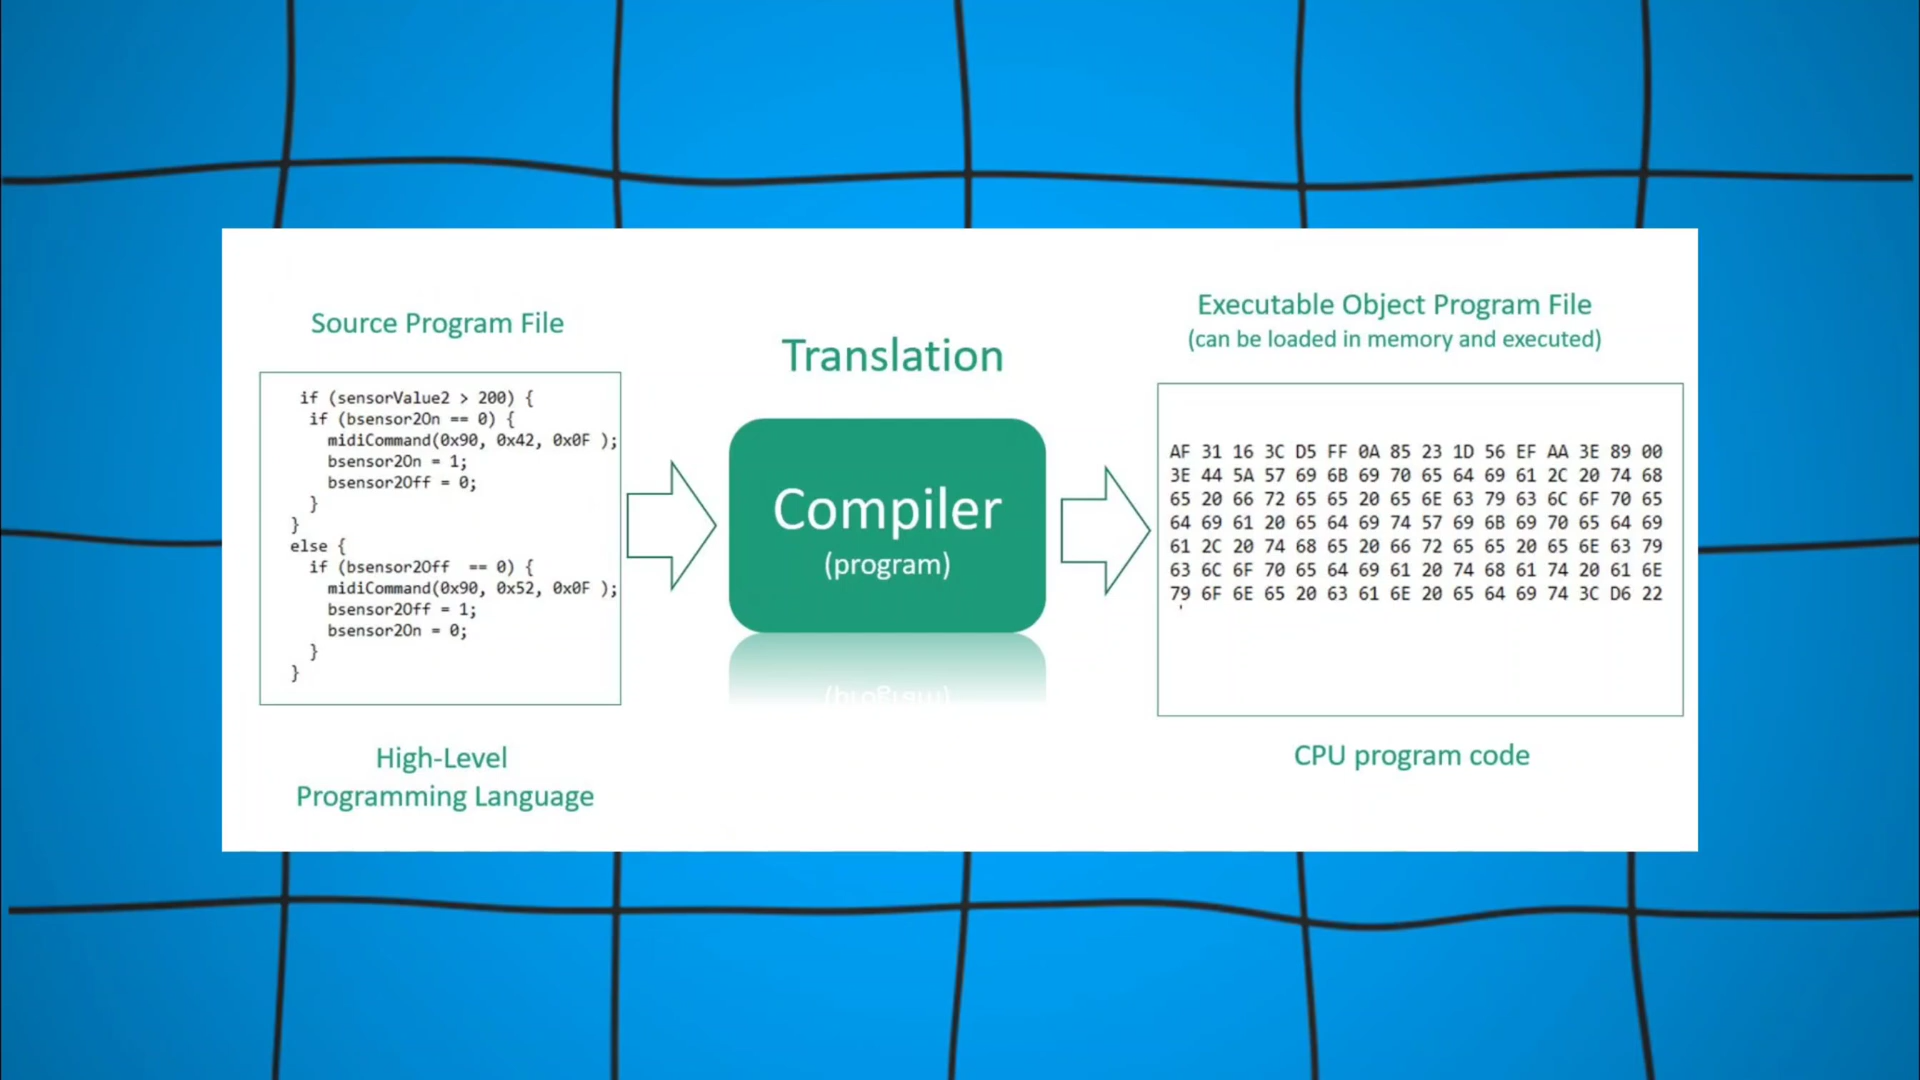 Source Program File
if (sensorValue2 > 200) {
if (bsensor2On == 0) {
midiCommand(0x90, 0x42, 0x0F );
bsensor2On = 1;
bsensor2Off = 0;
}
}
else {
if (bsensor2Off == 0) {
midiCommand(0x90, 0x52, 0x0F );
bsensor2Off = 1;
bsensor2On = 0;
}
}
High-Level
Programming Language
Translation
Compiler
(program)
(program)
Executable Object Program File
(can be loaded in memory and executed)
AF 31 16 3C D5 FF 0A 85 23 1D 56 EF AA 3E 89 00
3E 44 5A 57 69 6B 69 70 65 64 69 61 2C 20 74 68
65 20 66 72 65 65 20 65 6E 63 79 63 6C 6F 70 65
64 69 61 20 65 64 69 74 57 69 6B 69 70 65 64 69
61 2C 20 74 68 65 20 66 72 65 65 20 65 6E 63 79
63 6C 6F 70 65 64 69 61 20 74 68 61 74 20 61 6E
79 6F 6E 65 20 63 61 6E 20 65 64 69 74 3C D6 22
CPU program code